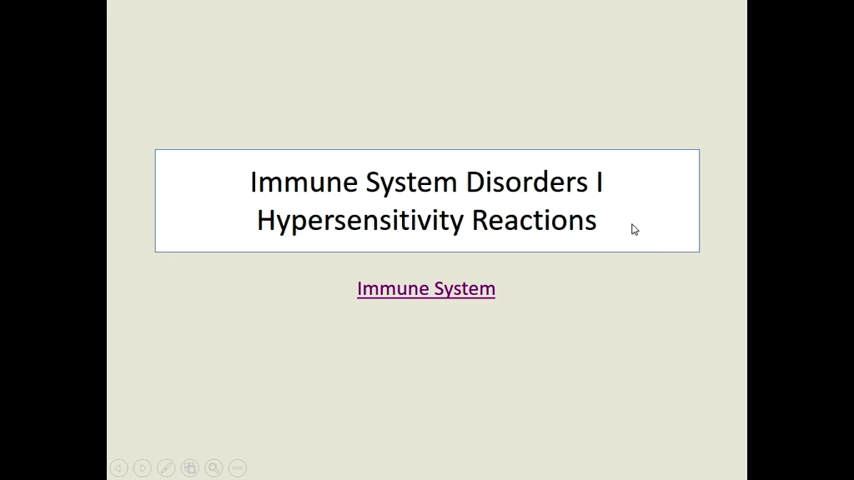 Immune System Disorders I
Hypersensitivity Reactions
Immune System